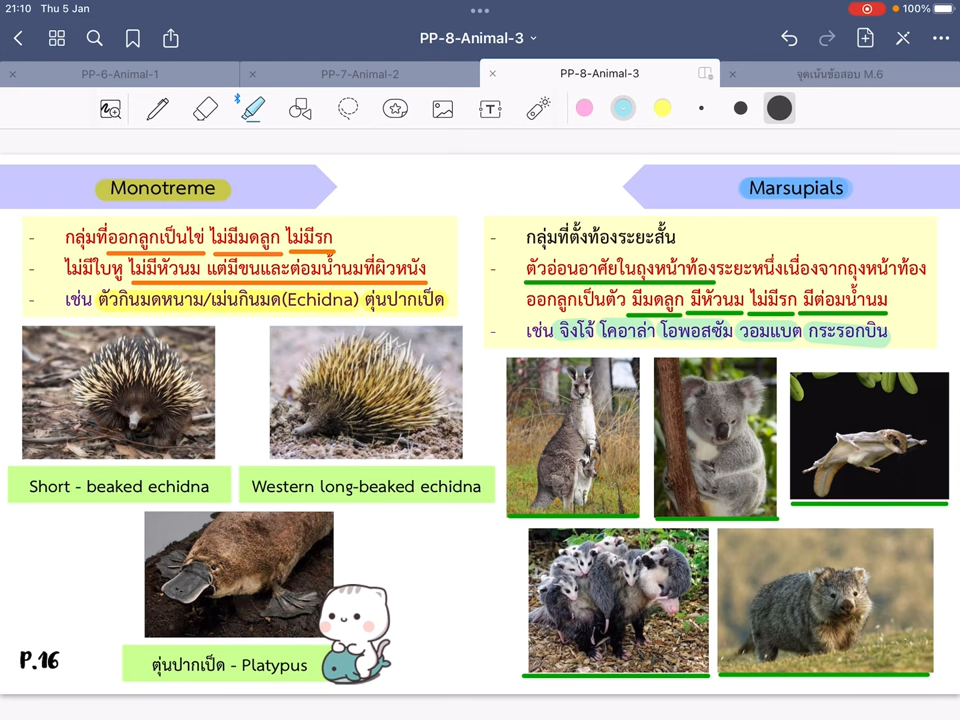 21:10 Thu 5 Jan
100%
PP-8-Animal-3
PP-6-Animal-1
PP-7-Animal-2
PP-8-Animal-3
จุดเน้นข้อสอบ M.6
Monotreme
- กลุ่มที่ออกลูกเป็นไข่ ไม่มีมดลูก ไม่มีรก
- ไม่มีใบหู ไม่มีหัวนม แต่มีขนและต่อมน้ำนมที่ผิวหนัง
- เช่น ตัวกินมดหนาม/เม่นกินมด(Echidna) ตุ่นปากเป็ด
Short - beaked echidna
Western long-beaked echidna
ตุ่นปากเป็ด - Platypus
P.16
Marsupials
- กลุ่มที่ตั้งท้องระยะสั้น
- ตัวอ่อนอาศัยในถุงหน้าท้องระยะหนึ่งเนื่องจากถุงหน้าท้อง
ออกลูกเป็นตัว มีมดลูก มีหัวนม ไม่มีรก มีต่อมน้ำนม
- เช่น จิงโจ้ โคอาล่า โอพอสซัม วอมแบต กระรอกบิน